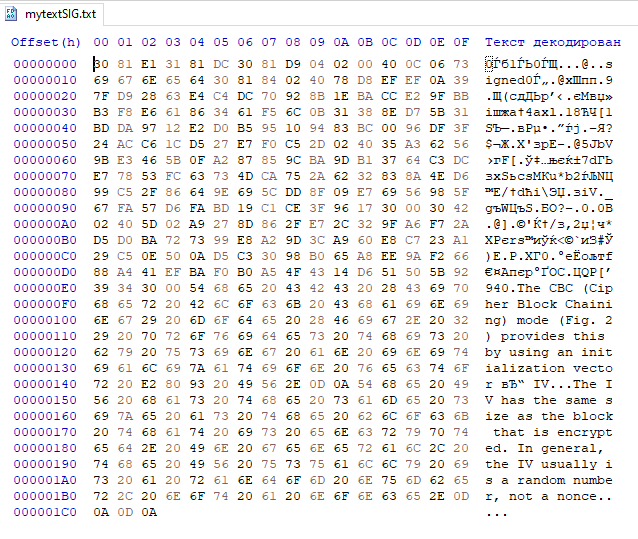 mytextSIG.txt
Offset(h) 00 01 02 03 04 05 06 07 08 09 0A 0B 0C 0D 0E 0F Текст декодирован
00000000 30 81 E1 31 81 DC 30 81 D9 04 02 00 40 0C 06 73 0Ѓб1ЃЬ0ЃЩ...@..s
00000010 69 67 6E 65 64 30 81 84 02 40 78 D8 EF EF 0A 39 igned0Ѓ„.@xШпп.9
00000020 7F D9 28 63 E4 C4 DC 70 92 8B 1E BA CC E2 9F BB .Щ(cдДЬp’‹.єМвџ»
00000030 B3 F8 E6 61 86 34 61 F5 6C 0B 31 38 8E D7 5B 31 ішжa†4aхl.18ЋЧ[1
00000040 BD DA 97 12 E2 D0 B5 95 10 94 83 BC 00 96 DF 3F ЅЪ—.вРµ•.”ѓј.–Я?
00000050 24 AC C6 1C D5 27 E7 F0 C5 2D 02 40 35 A3 62 56 $¬Ж.Х'зрЕ-.@5ЈbV
00000060 9B E3 46 5B 0F A2 87 85 9C BA 9D B1 37 64 C3 DC ›гF[.ў‡…њєќ±7dГЬ
00000070 E7 78 53 FC 63 73 4D CA 75 2A 62 32 83 8A 4E D6 зxSьcsMКu*b2ѓЉNЦ
00000080 99 C5 2F 86 64 9E 69 5C DD 8F 09 E7 69 56 98 5F ™Е/†dћi\ЭЏ.зiV._
00000090 67 FA 57 D6 FA BD 19 C1 CE 3F 96 17 30 00 30 42 gъWЦъЅ.БО?–.0.0B
000000A0 02 40 5D 02 A9 27 8D 86 2F E7 2C 32 9F A6 F7 2A .@].©'Ќ†/з,2џ¦ч*
000000B0 D5 D0 BA 72 73 99 E8 A2 9D 3C A9 60 E8 C7 23 A1 ХРєrs™иўќ<©`иЗ#Ў
000000C0 29 C5 0E 50 0A D5 C3 30 98 B0 65 A8 EE 9A F2 66 )Е.P.ХГ0.°eЁољтf
000000D0 88 A4 41 EF BA F0 B0 A5 4F 43 14 D6 51 50 5B 92 €¤Aпєр°ҐOC.ЦQP[’
000000E0 39 34 30 00 54 68 65 20 43 42 43 20 28 43 69 70 940.The CBC (Cip
000000F0 68 65 72 20 42 6C 6F 63 6B 20 43 68 61 69 6E 69 her Block Chaini
00000100 6E 67 29 20 6D 6F 64 65 20 28 46 69 67 2E 20 32 ng) mode (Fig. 2
00000110 29 20 70 72 6F 76 69 64 65 73 20 74 68 69 73 20 ) provides this
00000120 62 79 20 75 73 69 6E 67 20 61 6E 20 69 6E 69 74 by using an init
00000130 69 61 6C 69 7A 61 74 69 6F 6E 20 76 65 63 74 6F ialization vecto
00000140 72 20 E2 80 93 20 49 56 2E 0D 0A 54 68 65 20 49 r вЂ“ IV...The I
00000150 56 20 68 61 73 20 74 68 65 20 73 61 6D 65 20 73 V has the same s
00000160 69 7A 65 20 61 73 20 74 68 65 20 62 6C 6F 63 6B ize as the block
00000170 20 74 68 61 74 20 69 73 20 65 6E 63 72 79 70 74 that is encrypt
00000180 65 64 2E 20 49 6E 20 67 65 6E 65 72 61 6C 2C 20 ed. In general,
00000190 74 68 65 20 49 56 20 75 73 75 61 6C 6C 79 20 69 the IV usually i
000001A0 73 20 61 20 72 61 6E 64 6F 6D 20 6E 75 6D 62 65 s a random numbe
000001B0 72 2C 20 6E 6F 74 20 61 20 6E 6F 6E 63 65 2E 0D r, not a nonce..
000001C0 0A 0D 0A ...